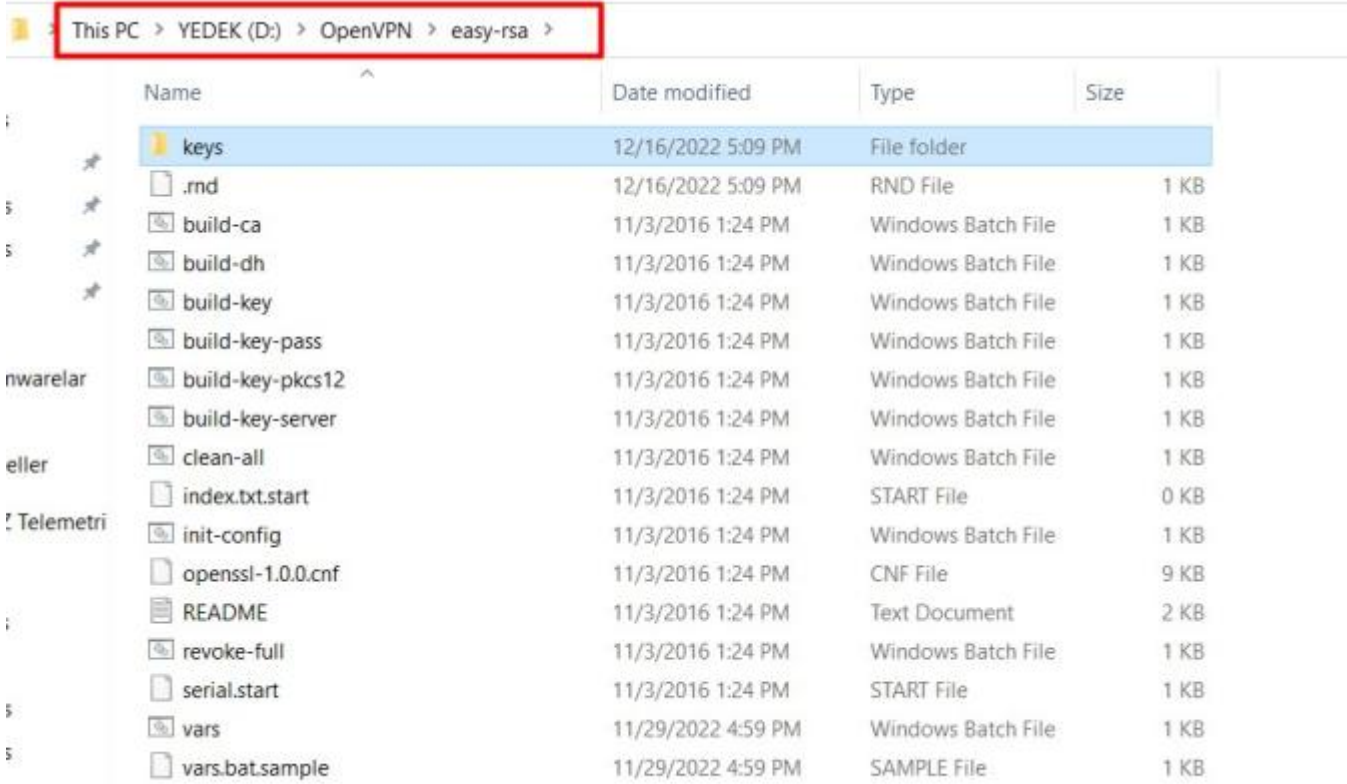 > This PC > YEDEK (D:) > OpenVPN > easy-rsa >
Name Date modified Type Size
keys 12/16/2022 5:09 PM File folder
.rnd 12/16/2022 5:09 PM RND File 1 KB
build-ca 11/3/2016 1:24 PM Windows Batch File 1 KB
build-dh 11/3/2016 1:24 PM Windows Batch File 1 KB
build-key 11/3/2016 1:24 PM Windows Batch File 1 KB
build-key-pass 11/3/2016 1:24 PM Windows Batch File 1 KB
nwarelar build-key-pkcs12 11/3/2016 1:24 PM Windows Batch File 1 KB
build-key-server 11/3/2016 1:24 PM Windows Batch File 1 KB
eller clean-all 11/3/2016 1:24 PM Windows Batch File 1 KB
index.txt.start 11/3/2016 1:24 PM START File 0 KB
Telemetri init-config 11/3/2016 1:24 PM Windows Batch File 1 KB
openssl-1.0.0.cnf 11/3/2016 1:24 PM CNF File 9 KB
README 11/3/2016 1:24 PM Text Document 2 KB
revoke-full 11/3/2016 1:24 PM Windows Batch File 1 KB
serial.start 11/3/2016 1:24 PM START File 1 KB
vars 11/29/2022 4:59 PM Windows Batch File 1 KB
vars.bat.sample 11/29/2022 4:59 PM SAMPLE File 1 KB